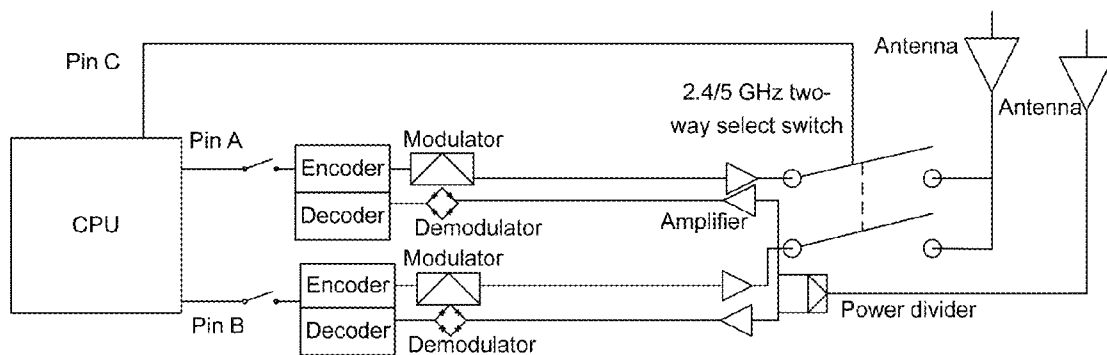 Pin C
Antenna
2.4/5 GHz two-
way select switch
Antenna
Pin A
Modulator
Encoder
CPU
Decoder
Demodulator
Amplifier
Modulator
Encoder
Power divider
Pin B
Decoder
Demodulator